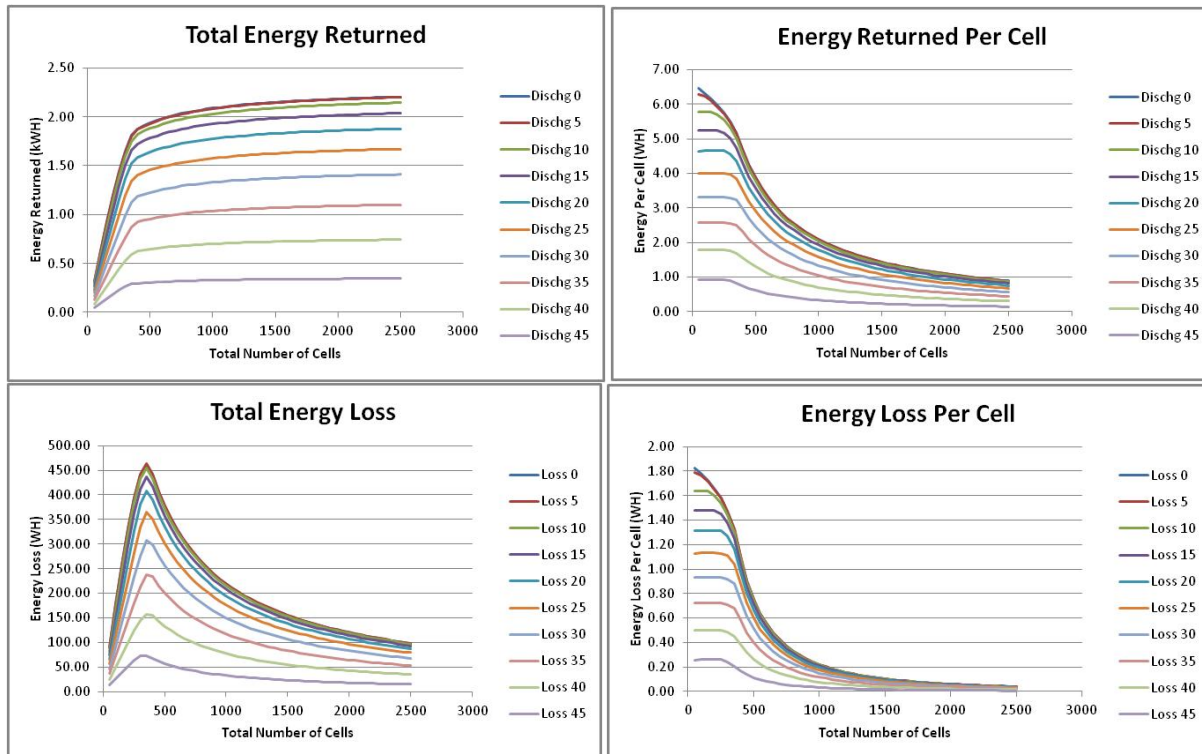 Total Energy Returned
Energy Returned (kWH)
2.50
2.00
1.50
1.00
0.50
0.00
0
500
1000
1500
2000
2500
3000
Total Number of Cells
Dischg 0
Dischg 5
Dischg 10
Dischg 15
Dischg 20
Dischg 25
Dischg 30
Dischg 35
Dischg 40
Dischg 45
Energy Returned Per Cell
Energy Per Cell (WH)
7.00
6.00
5.00
4.00
3.00
2.00
1.00
0.00
0
500
1000
1500
2000
2500
3000
Total Number of Cells
Dischg 0
Dischg 5
Dischg 10
Dischg 15
Dischg 20
Dischg 25
Dischg 30
Dischg 35
Dischg 40
Dischg 45
Total Energy Loss
Energy Loss (WH)
500.00
450.00
400.00
350.00
300.00
250.00
200.00
150.00
100.00
50.00
0.00
0
500
1000
1500
2000
2500
3000
Total Number of Cells
Loss 0
Loss 5
Loss 10
Loss 15
Loss 20
Loss 25
Loss 30
Loss 35
Loss 40
Loss 45
Energy Loss Per Cell
Energy Loss Per Cell (WH)
2.00
1.80
1.60
1.40
1.20
1.00
0.80
0.60
0.40
0.20
0.00
0
500
1000
1500
2000
2500
3000
Total Number of Cells
Loss 0
Loss 5
Loss 10
Loss 15
Loss 20
Loss 25
Loss 30
Loss 35
Loss 40
Loss 45